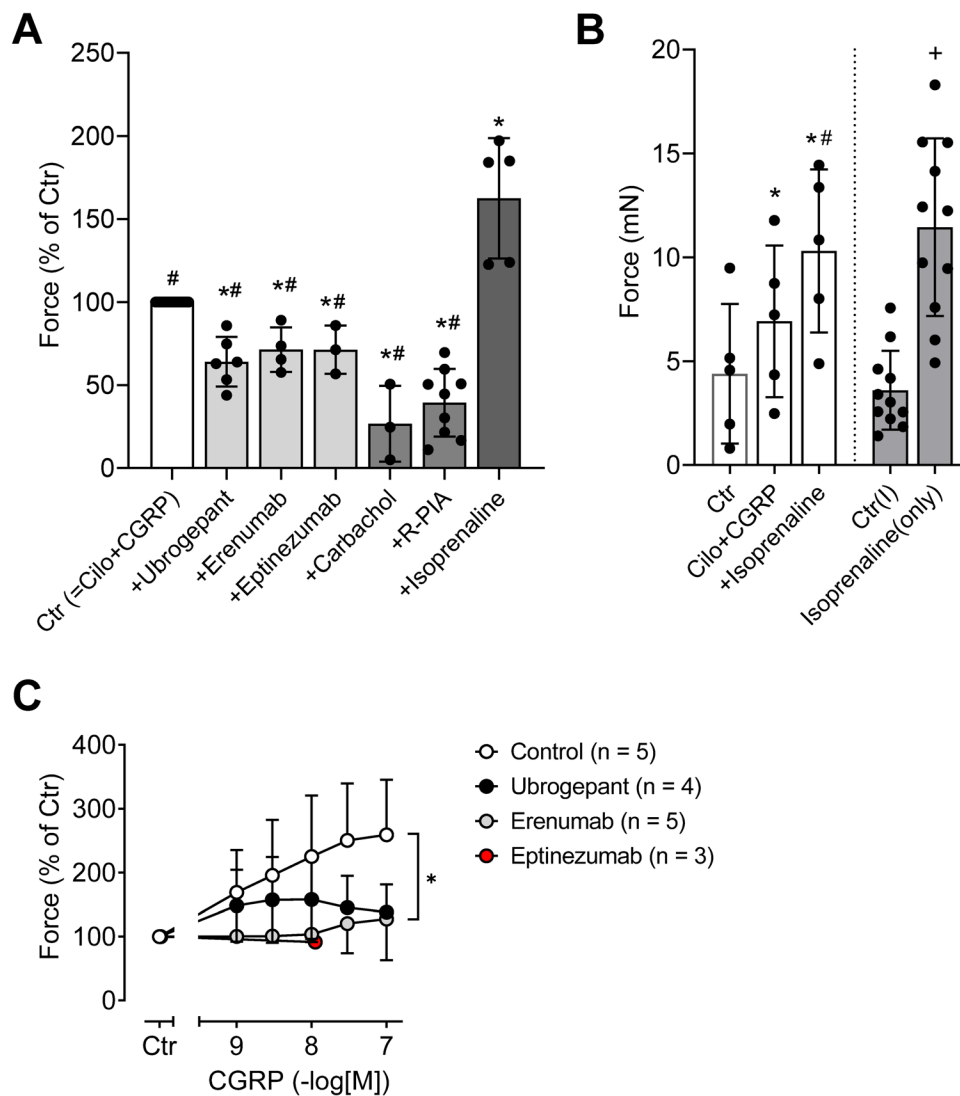 A
Force (% of Ctr)
250
200
150
100
50
0
#
*#
*#
*#
*#
*#
*
Ctr (=Cilo+CGRP)
+Ubrogepant
+Erenumab
+Eptinezumab
+Carbachol
+R-PIA
+Isoprenaline
B
Force (mN)
20
15
10
5
0
*
*#
+
Ctr
Cilo+CGRP
+Isoprenaline
Ctr(I)
Isoprenaline(only)
C
Force (% of Ctr)
400
300
200
100
0
*
Ctr
9
8
7
CGRP (-log[M])
Control (n = 5)
Ubrogepant (n = 4)
Erenumab (n = 5)
Eptinezumab (n = 3)